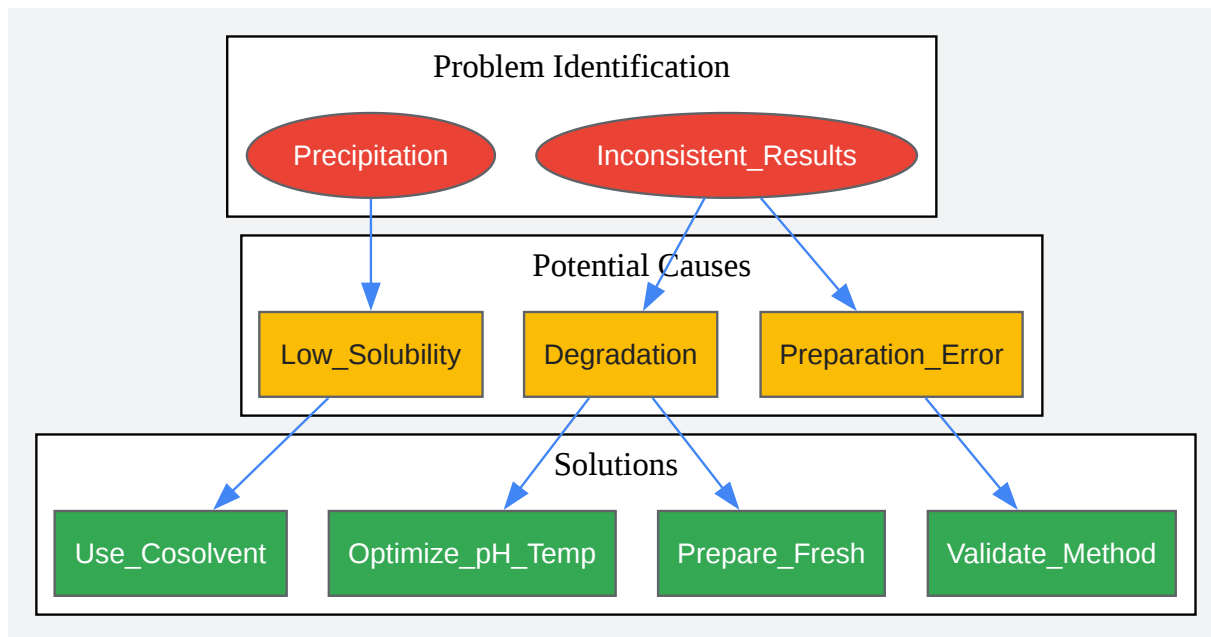 Problem Identification
Precipitation
Inconsistent_Results
Potential Causes
Low_Solubility
Degradation
Preparation_Error
Solutions
Use_Cosolvent
Optimize_pH_Temp
Prepare_Fresh
Validate_Method